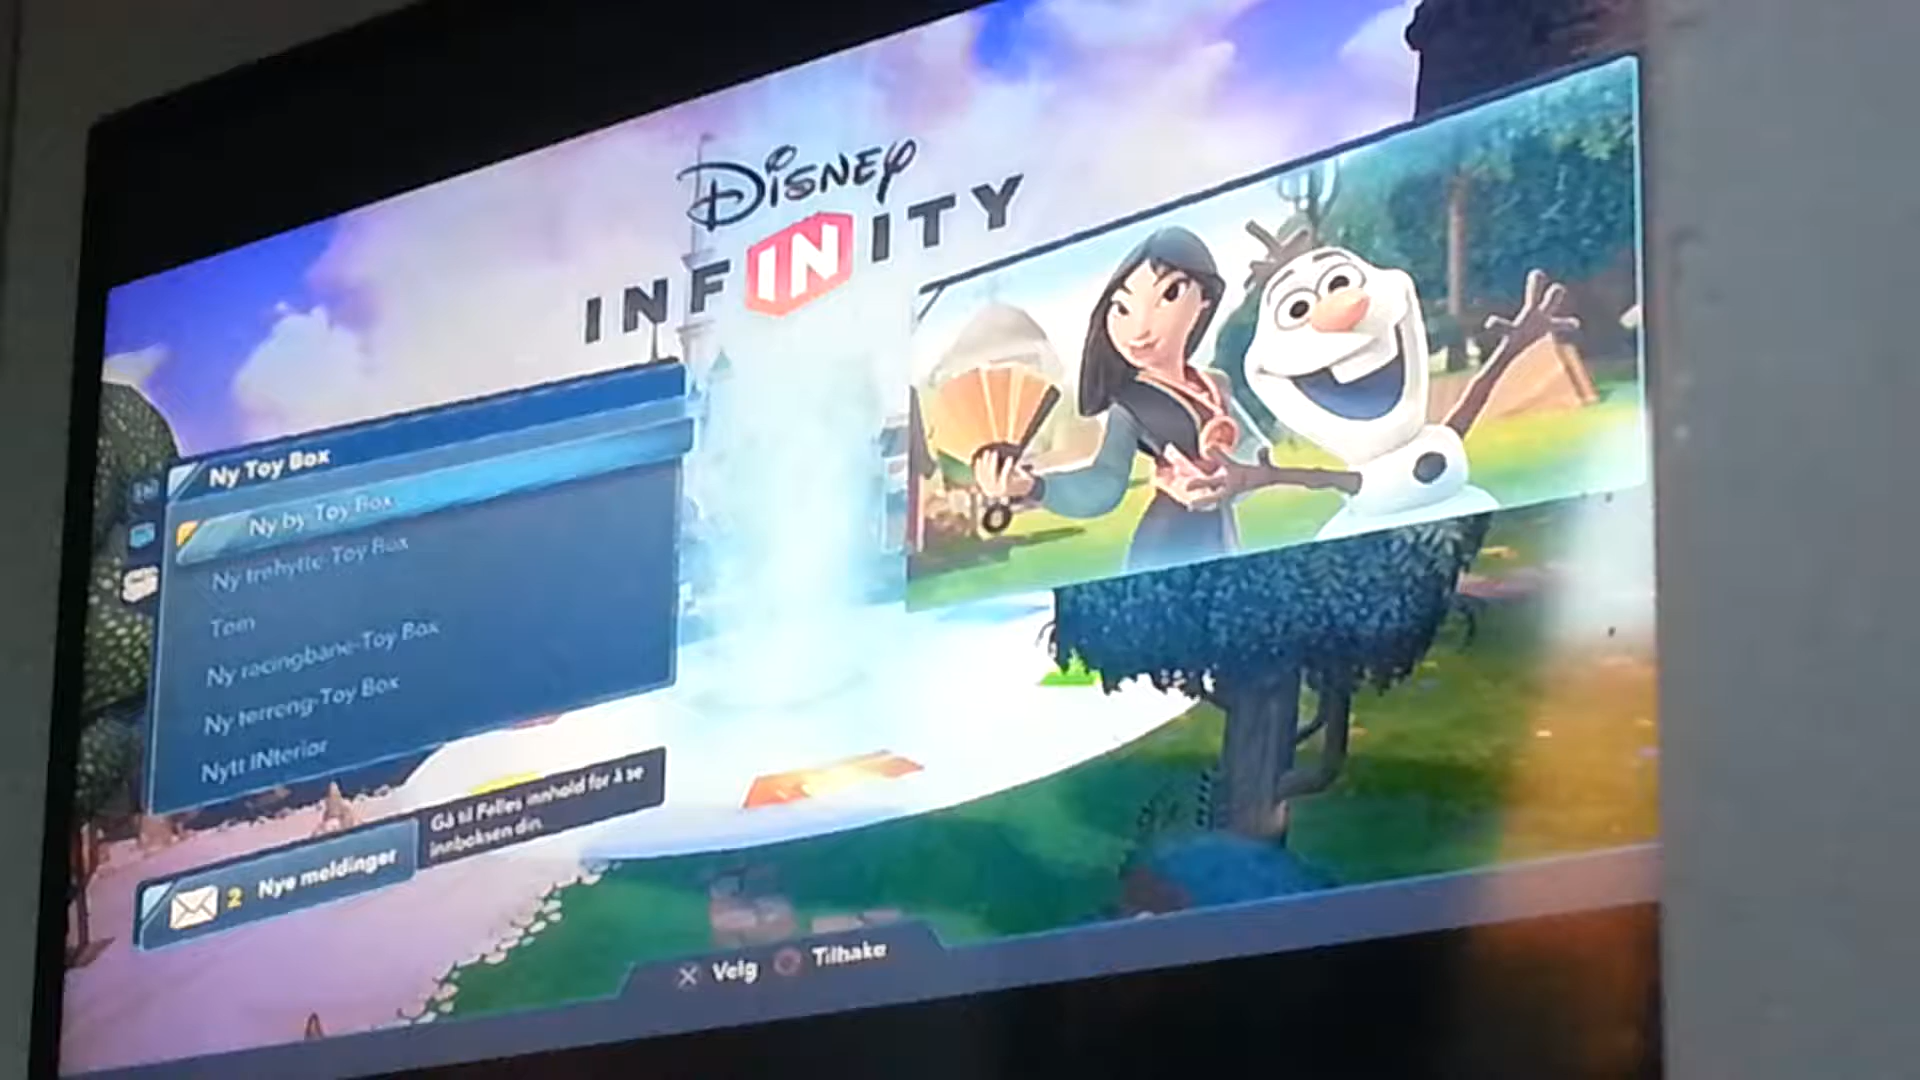 Disney
INFINITY
Ny Toy Box
Ny by-Toy Box
Ny trehytte-Toy Box
Tom
Ny racingbane-Toy Box
Ny terreng-Toy Box
Nytt INteriør
Gå til Felles innhold for å se
innboksen din.
2 Nye meldinger
Velg Tilbake